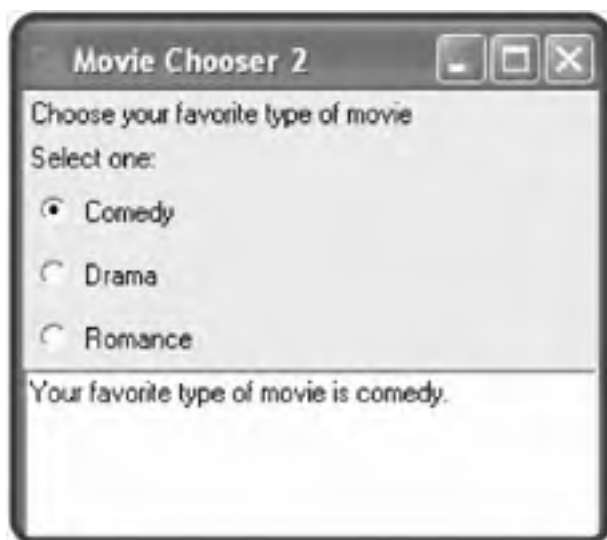 Movie Chooser 2
Choose your favorite type of movie
Select one:
Comedy
Drama
Romance
Your favorite type of movie is comedy.